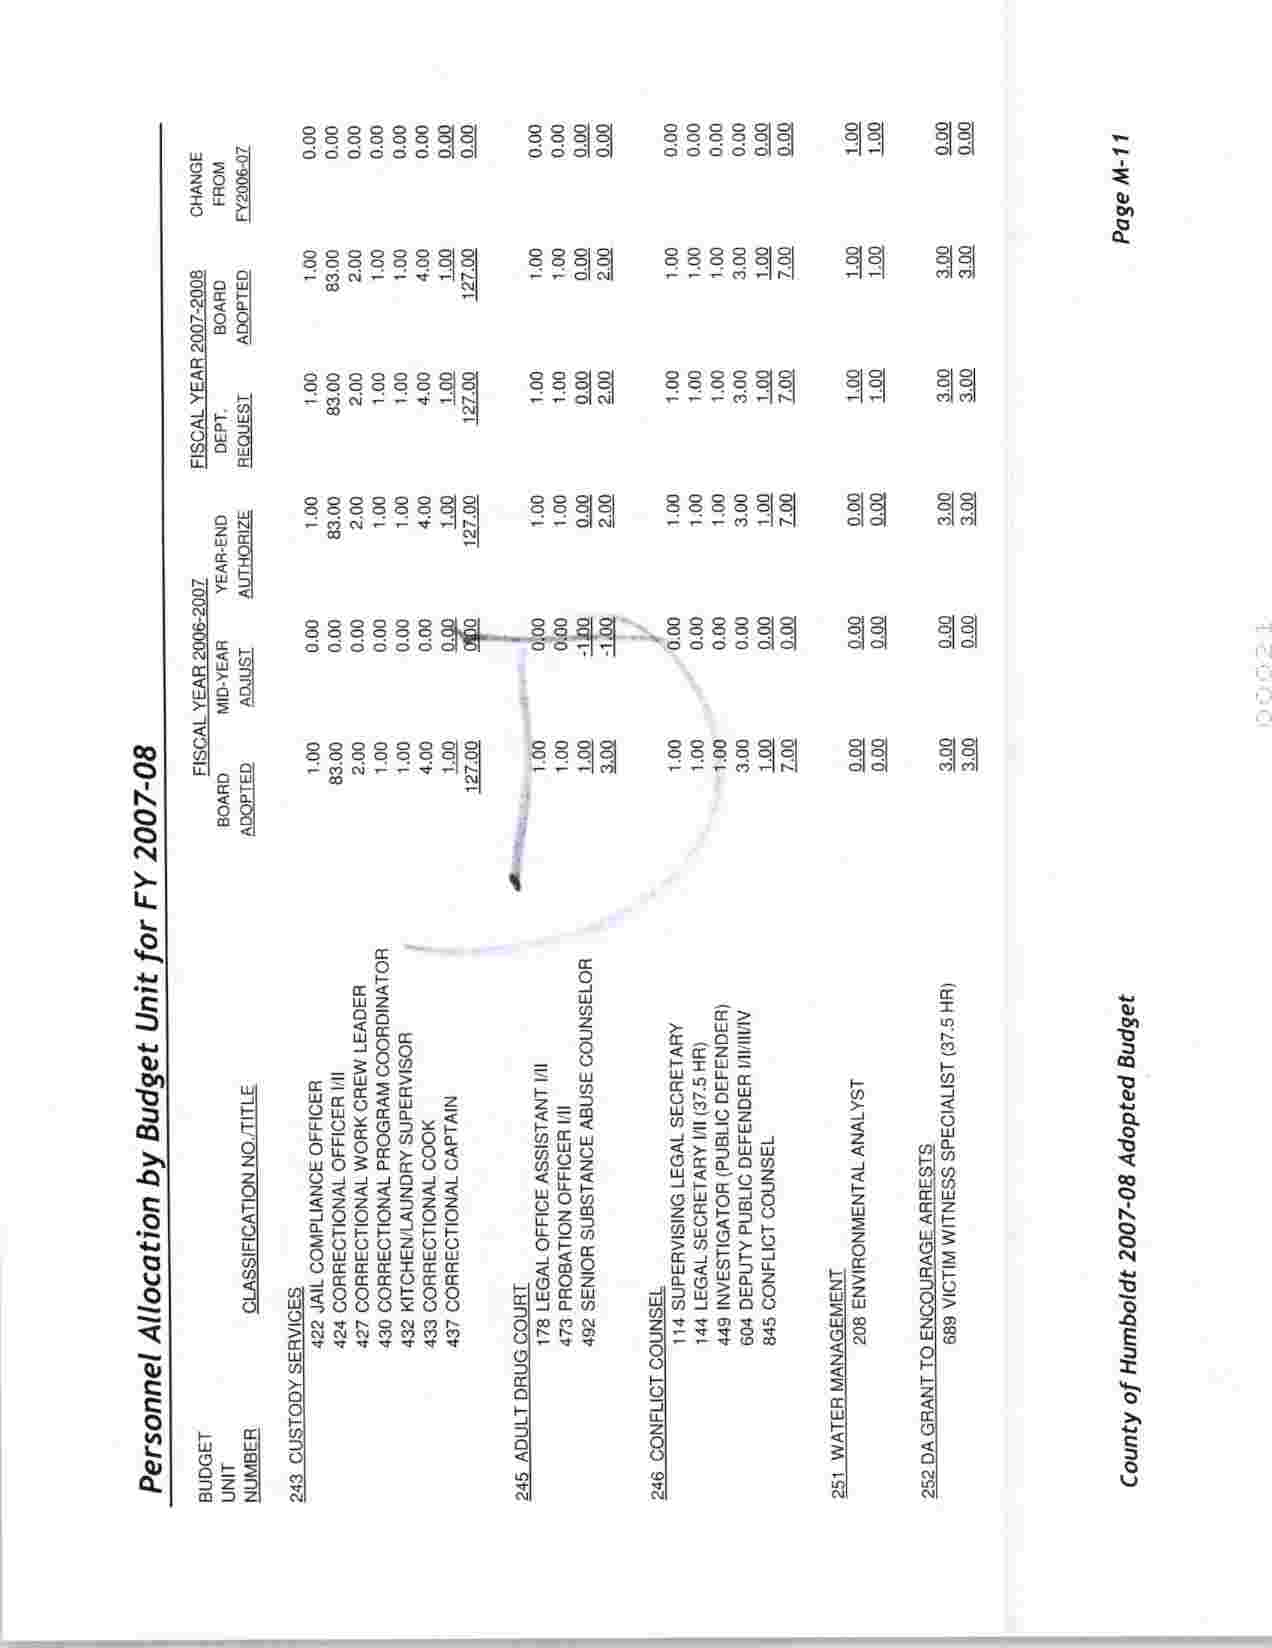 Personnel Allocation by Budget Unit for FY 2007-08
FISCAL YEAR 2006-2007 FISCAL YEAR 2007-2008 CHANGE
BUDGET BOARD MID-YEAR YEAR-END DEPT. BOARD FROM
UNIT
NUMBER CLASSIFICATION NO./TITLE ADOPTED ADJUST AUTHORIZE REQUEST ADOPTED FY2006-07
243 CUSTODY SERVICES
422 JAIL COMPLIANCE OFFICER 1.00 0.00 1.00 1.00 1.00 0.00
424 CORRECTIONAL OFFICER I/II 83.00 0.00 83.00 83.00 83.00 0.00
427 CORRECTIONAL WORK CREW LEADER 2.00 0.00 2.00 2.00 2.00 0.00
430 CORRECTIONAL PROGRAM COORDINATOR 1.00 0.00 1.00 1.00 1.00 0.00
432 KITCHEN/LAUNDRY SUPERVISOR 1.00 0.00 1.00 1.00 1.00 0.00
433 CORRECTIONAL COOK 4.00 0.00 4.00 4.00 4.00 0.00
437 CORRECTIONAL CAPTAIN 1.00 0.00 1.00 1.00 1.00 0.00
127.00 0.00 127.00 127.00 127.00 0.00
245 ADULT DRUG COURT
178 LEGAL OFFICE ASSISTANT I/II 1.00 0.00 1.00 1.00 1.00 0.00
473 PROBATION OFFICER I/II 1.00 0.00 1.00 1.00 1.00 0.00
492 SENIOR SUBSTANCE ABUSE COUNSELOR 1.00 -1.00 0.00 0.00 0.00 0.00
3.00 -1.00 2.00 2.00 2.00 0.00
246 CONFLICT COUNSEL
114 SUPERVISING LEGAL SECRETARY 1.00 0.00 1.00 1.00 1.00 0.00
144 LEGAL SECRETARY I/II (37.5 HR) 1.00 0.00 1.00 1.00 1.00 0.00
449 INVESTIGATOR (PUBLIC DEFENDER) 1.00 0.00 1.00 1.00 1.00 0.00
604 DEPUTY PUBLIC DEFENDER I/II/III/IV 3.00 0.00 3.00 3.00 3.00 0.00
845 CONFLICT COUNSEL 1.00 0.00 1.00 1.00 1.00 0.00
7.00 0.00 7.00 7.00 7.00 0.00
251 WATER MANAGEMENT
208 ENVIRONMENTAL ANALYST 0.00 0.00 0.00 1.00 1.00 1.00
0.00 0.00 0.00 1.00 1.00 1.00
252 DA GRANT TO ENCOURAGE ARRESTS
689 VICTIM WITNESS SPECIALIST (37.5 HR) 3.00 0.00 3.00 3.00 3.00 0.00
3.00 0.00 3.00 3.00 3.00 0.00
County of Humboldt 2007-08 Adopted Budget Page M-11
00021